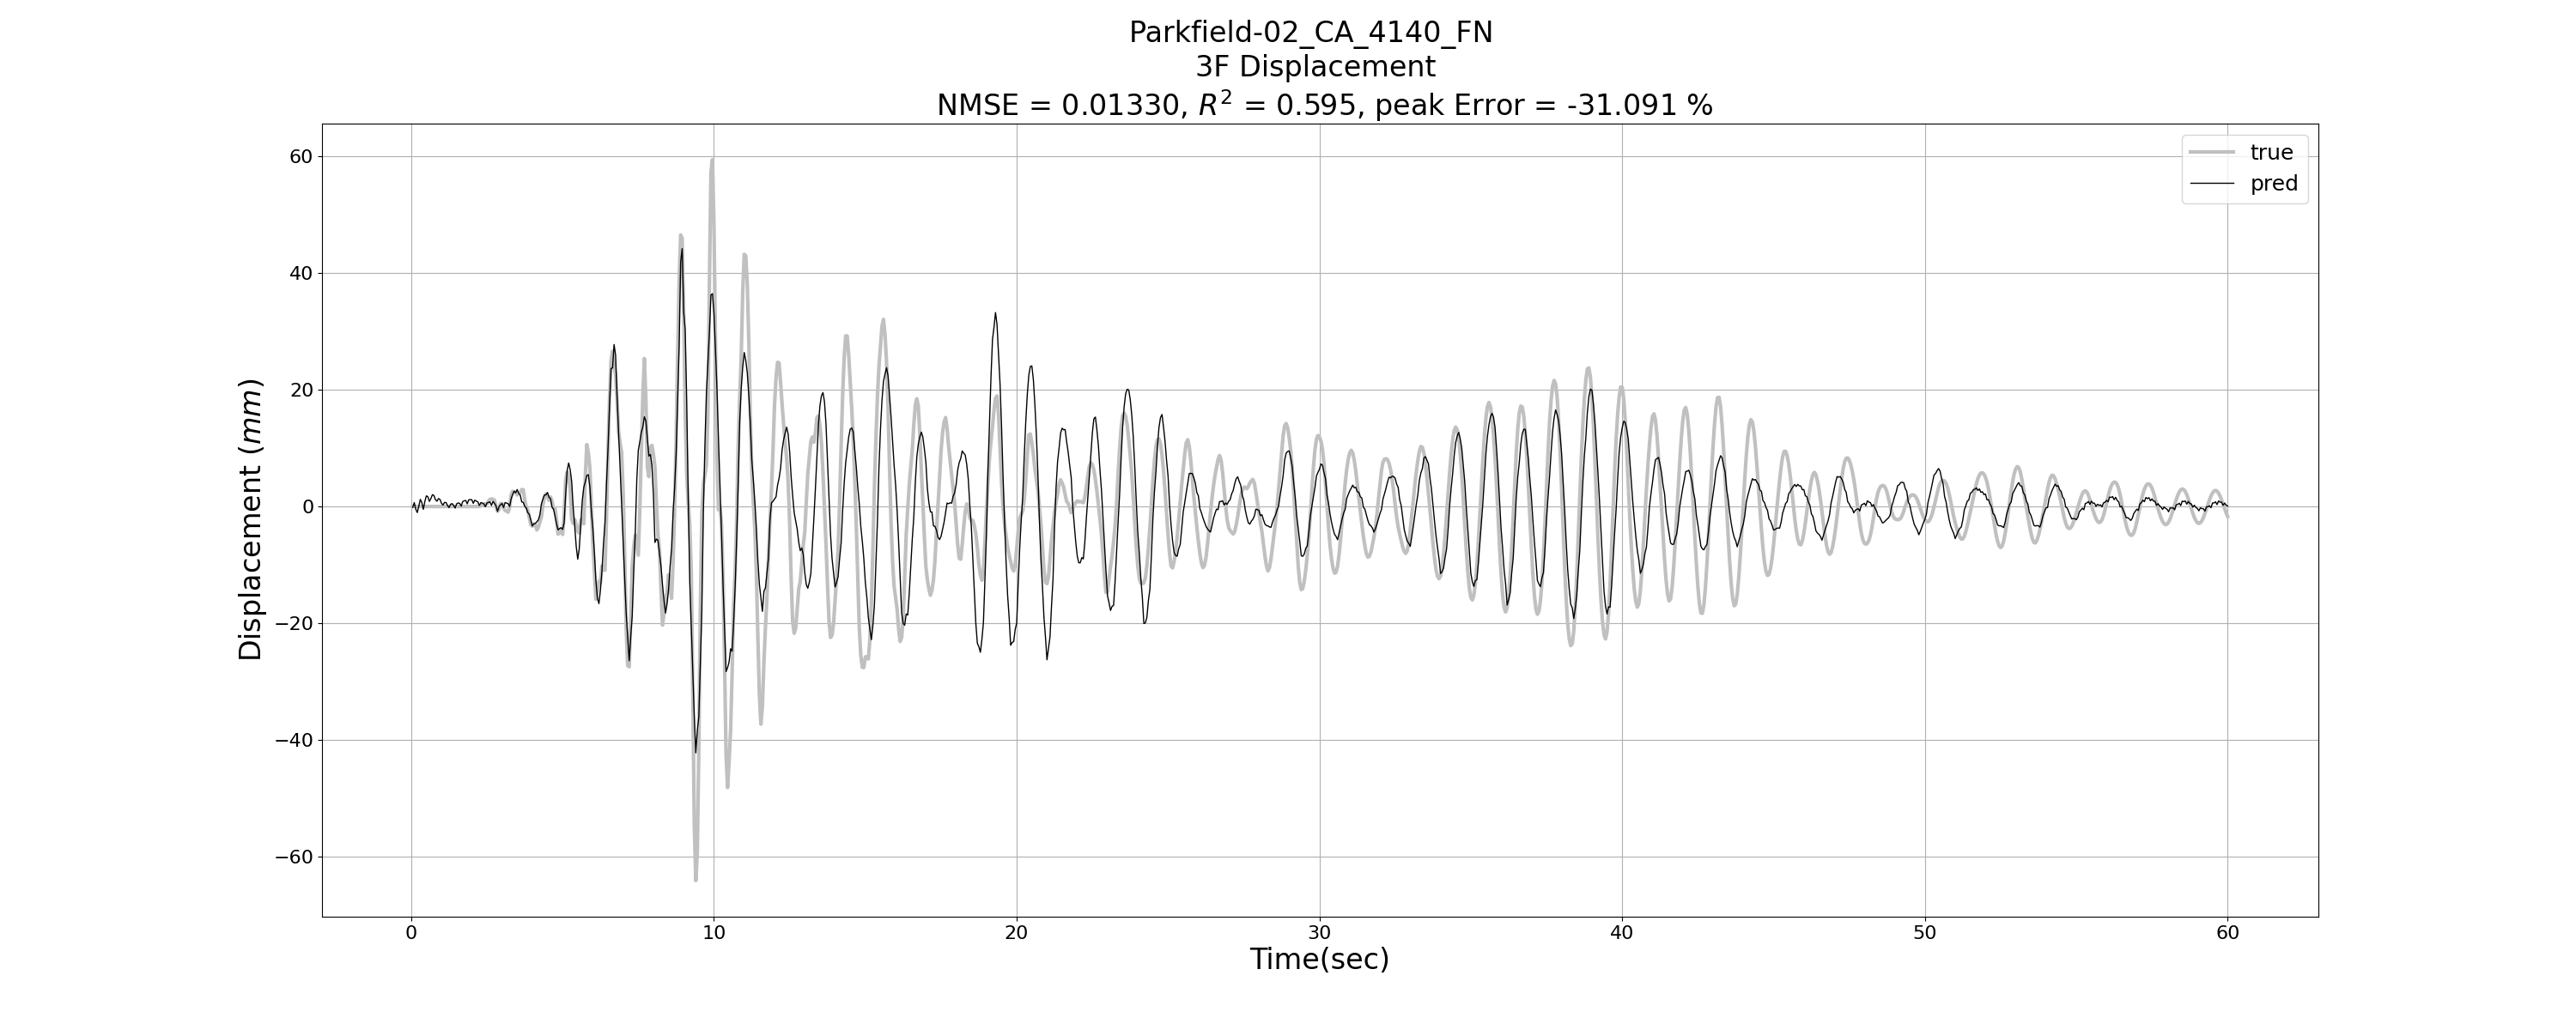 Parkfield-02_CA_4140_FN
3F Displacement
NMSE = 0.01330, R² = 0.595, peak Error = -31.091 %
true
pred
Displacement (mm)
60
40
20
0
−20
−40
−60
0 10 20 30 40 50 60
Time(sec)